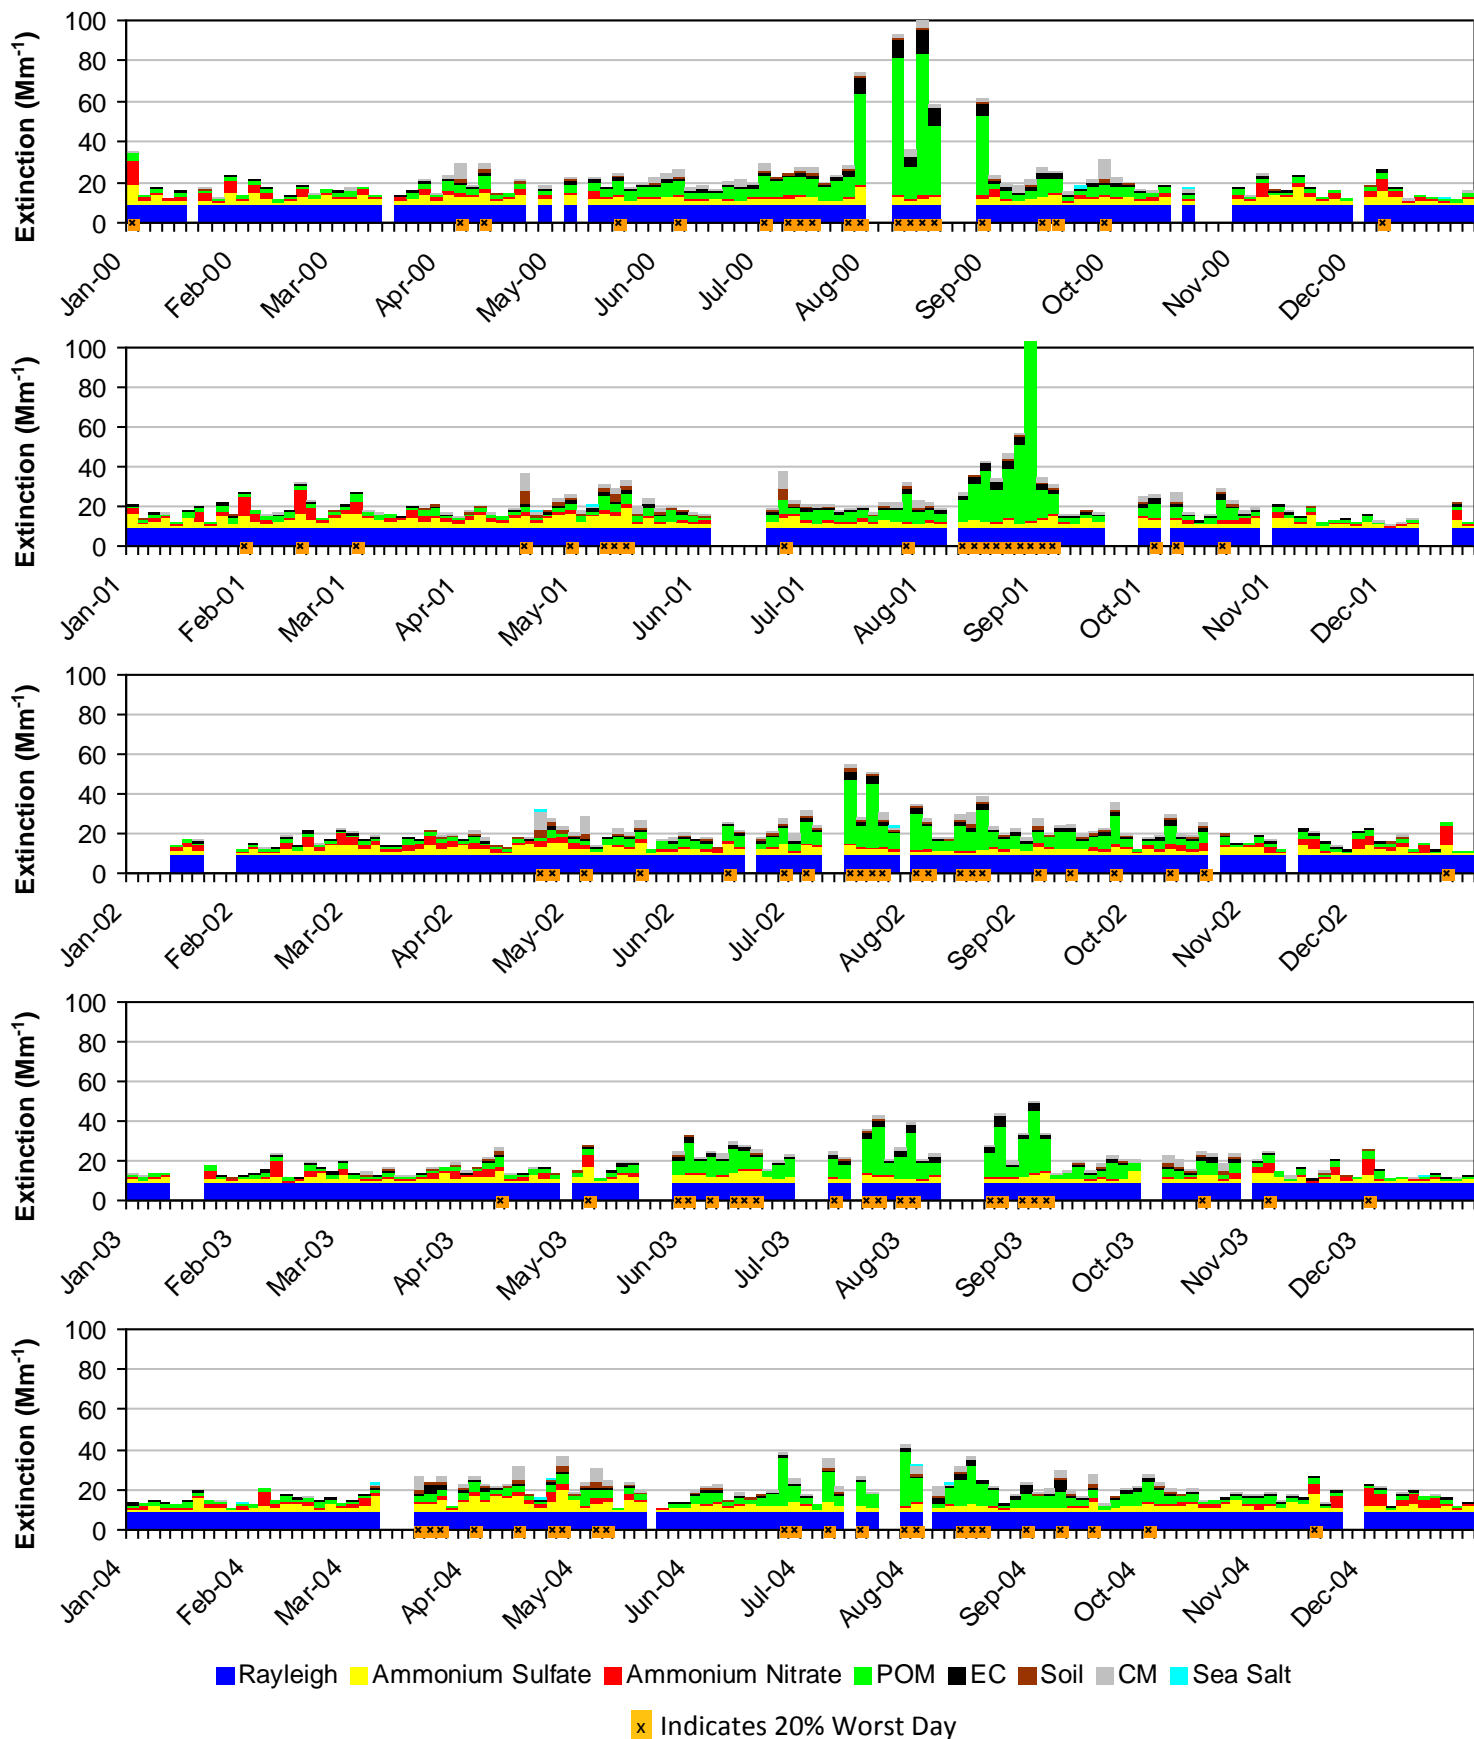 Extinction (Mm-1)
100
80
60
40
20
0
Jan-00 Feb-00 Mar-00 Apr-00 May-00 Jun-00 Jul-00 Aug-00 Sep-00 Oct-00 Nov-00 Dec-00
Extinction (Mm-1)
100
80
60
40
20
0
Jan-01 Feb-01 Mar-01 Apr-01 May-01 Jun-01 Jul-01 Aug-01 Sep-01 Oct-01 Nov-01 Dec-01
Extinction (Mm-1)
100
80
60
40
20
0
Jan-02 Feb-02 Mar-02 Apr-02 May-02 Jun-02 Jul-02 Aug-02 Sep-02 Oct-02 Nov-02 Dec-02
Extinction (Mm-1)
100
80
60
40
20
0
Jan-03 Feb-03 Mar-03 Apr-03 May-03 Jun-03 Jul-03 Aug-03 Sep-03 Oct-03 Nov-03 Dec-03
Extinction (Mm-1)
100
80
60
40
20
0
Jan-04 Feb-04 Mar-04 Apr-04 May-04 Jun-04 Jul-04 Aug-04 Sep-04 Oct-04 Nov-04 Dec-04
Rayleigh Ammonium Sulfate Ammonium Nitrate POM EC Soil CM Sea Salt
x Indicates 20% Worst Day